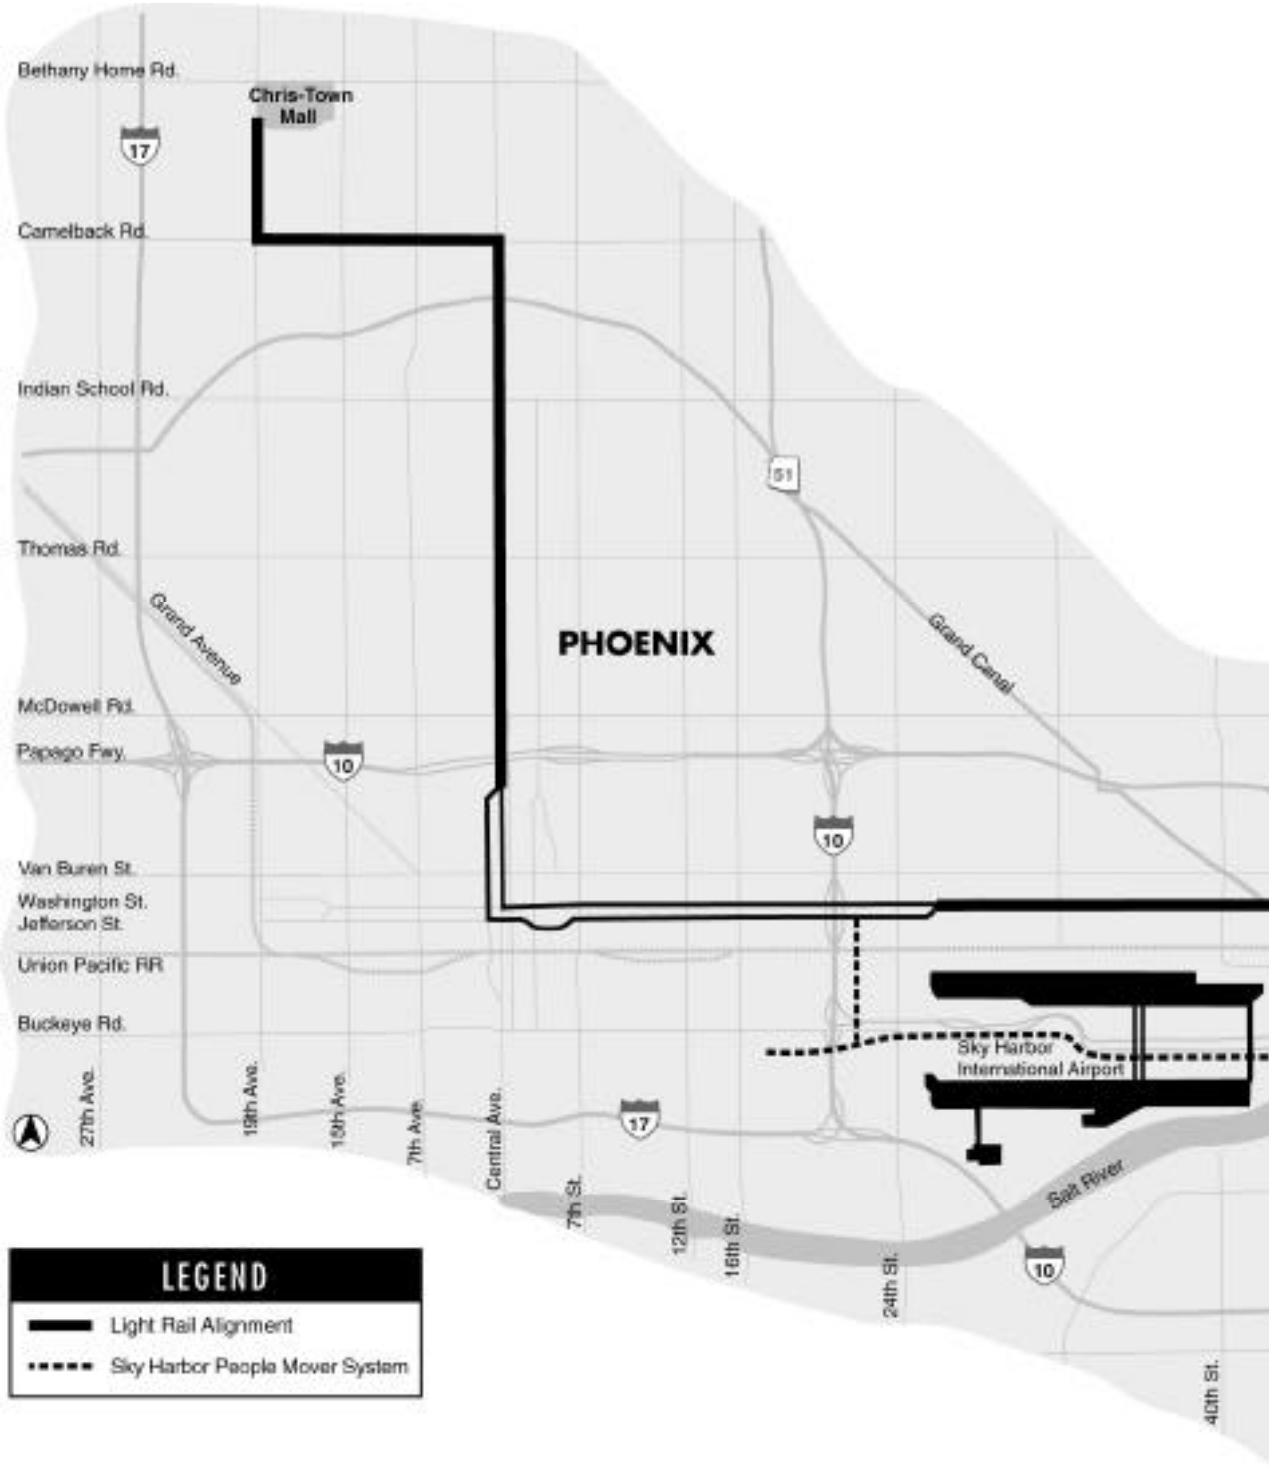 Bethany Home Rd.
Chris-Town
Mall
17
Camelback Rd.
Indian School Rd.
51
Thomas Rd.
Grand Avenue
Grand Canal
PHOENIX
McDowell Rd.
Papago Fwy.
10
10
Van Buren St.
Washington St.
Jefferson St.
Union Pacific RR
Buckeye Rd.
Sky Harbor
International Airport
27th Ave.
19th Ave.
15th Ave.
7th Ave.
Central Ave.
17
Salt River
7th St.
12th St.
16th St.
24th St.
10
40th St.
LEGEND
Light Rail Alignment
Sky Harbor People Mover System